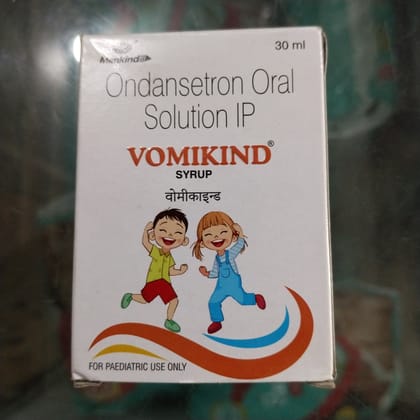 Mankind
30 ml
Ondansetron Oral
Solution IP
VOMIKIND®
SYRUP
वोमीकाइन्ड
FOR PAEDIATRIC USE ONLY